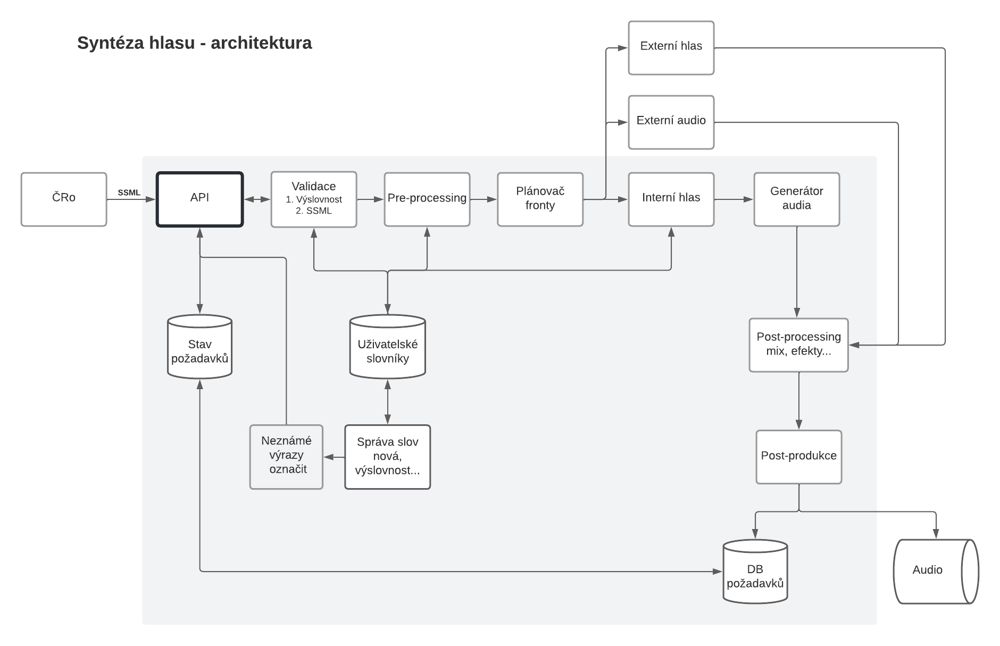 Syntéza hlasu - architektura
Externí hlas
Externí audio
ČRo
SSML
API
Validace
1. Výslovnost
2. SSML
Pre-processing
Plánovač
fronty
Interní hlas
Generátor
audia
Stav
požadavků
Uživatelské
slovníky
Post-processing
mix, efekty...
Neznámé
výrazy
označit
Správa slov
nová,
výslovnost...
Post-produkce
DB
požadavků
Audio